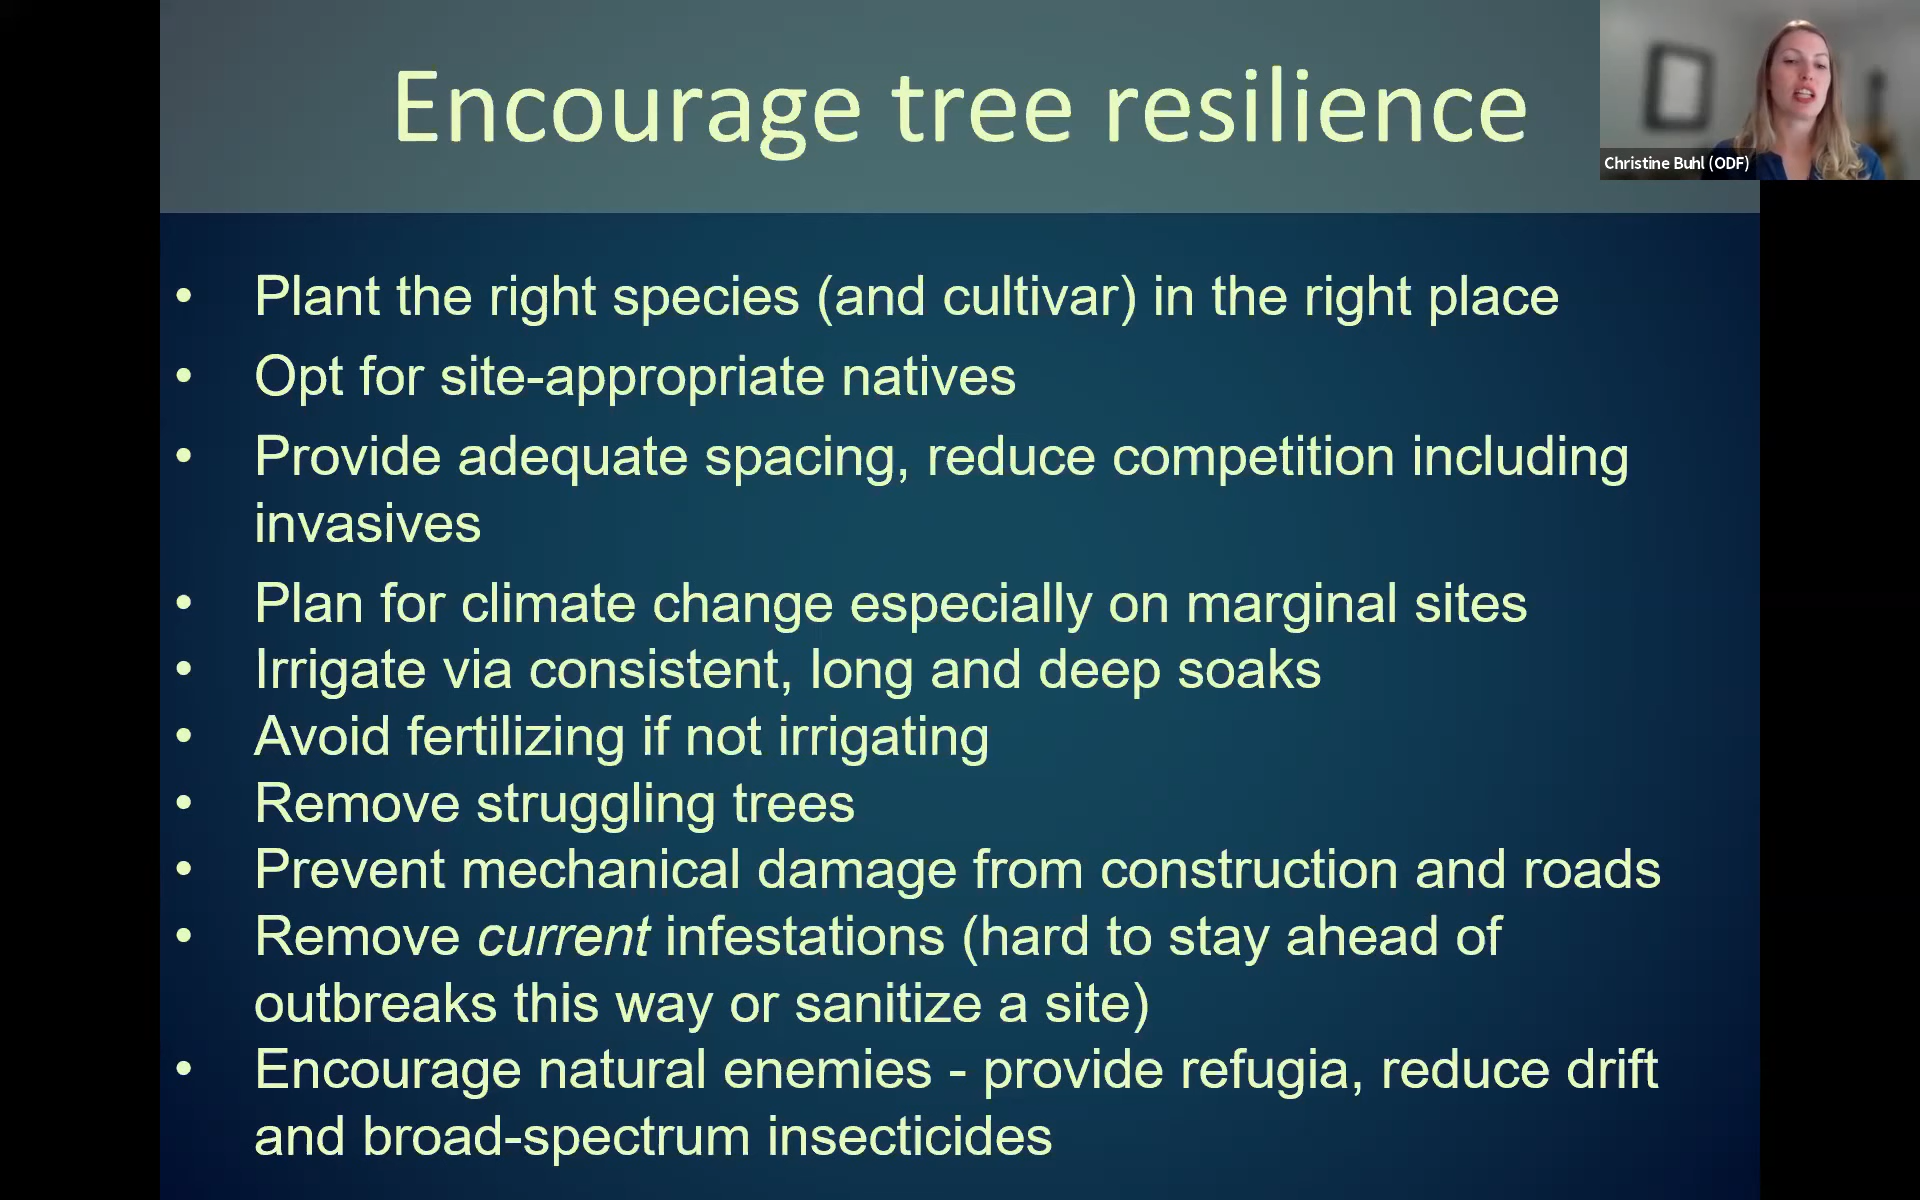 Encourage tree resilience
Christine Buhl (ODF)
• Plant the right species (and cultivar) in the right place
• Opt for site-appropriate natives
• Provide adequate spacing, reduce competition including
invasives
• Plan for climate change especially on marginal sites
• Irrigate via consistent, long and deep soaks
• Avoid fertilizing if not irrigating
• Remove struggling trees
• Prevent mechanical damage from construction and roads
• Remove current infestations (hard to stay ahead of
outbreaks this way or sanitize a site)
• Encourage natural enemies - provide refugia, reduce drift
and broad-spectrum insecticides